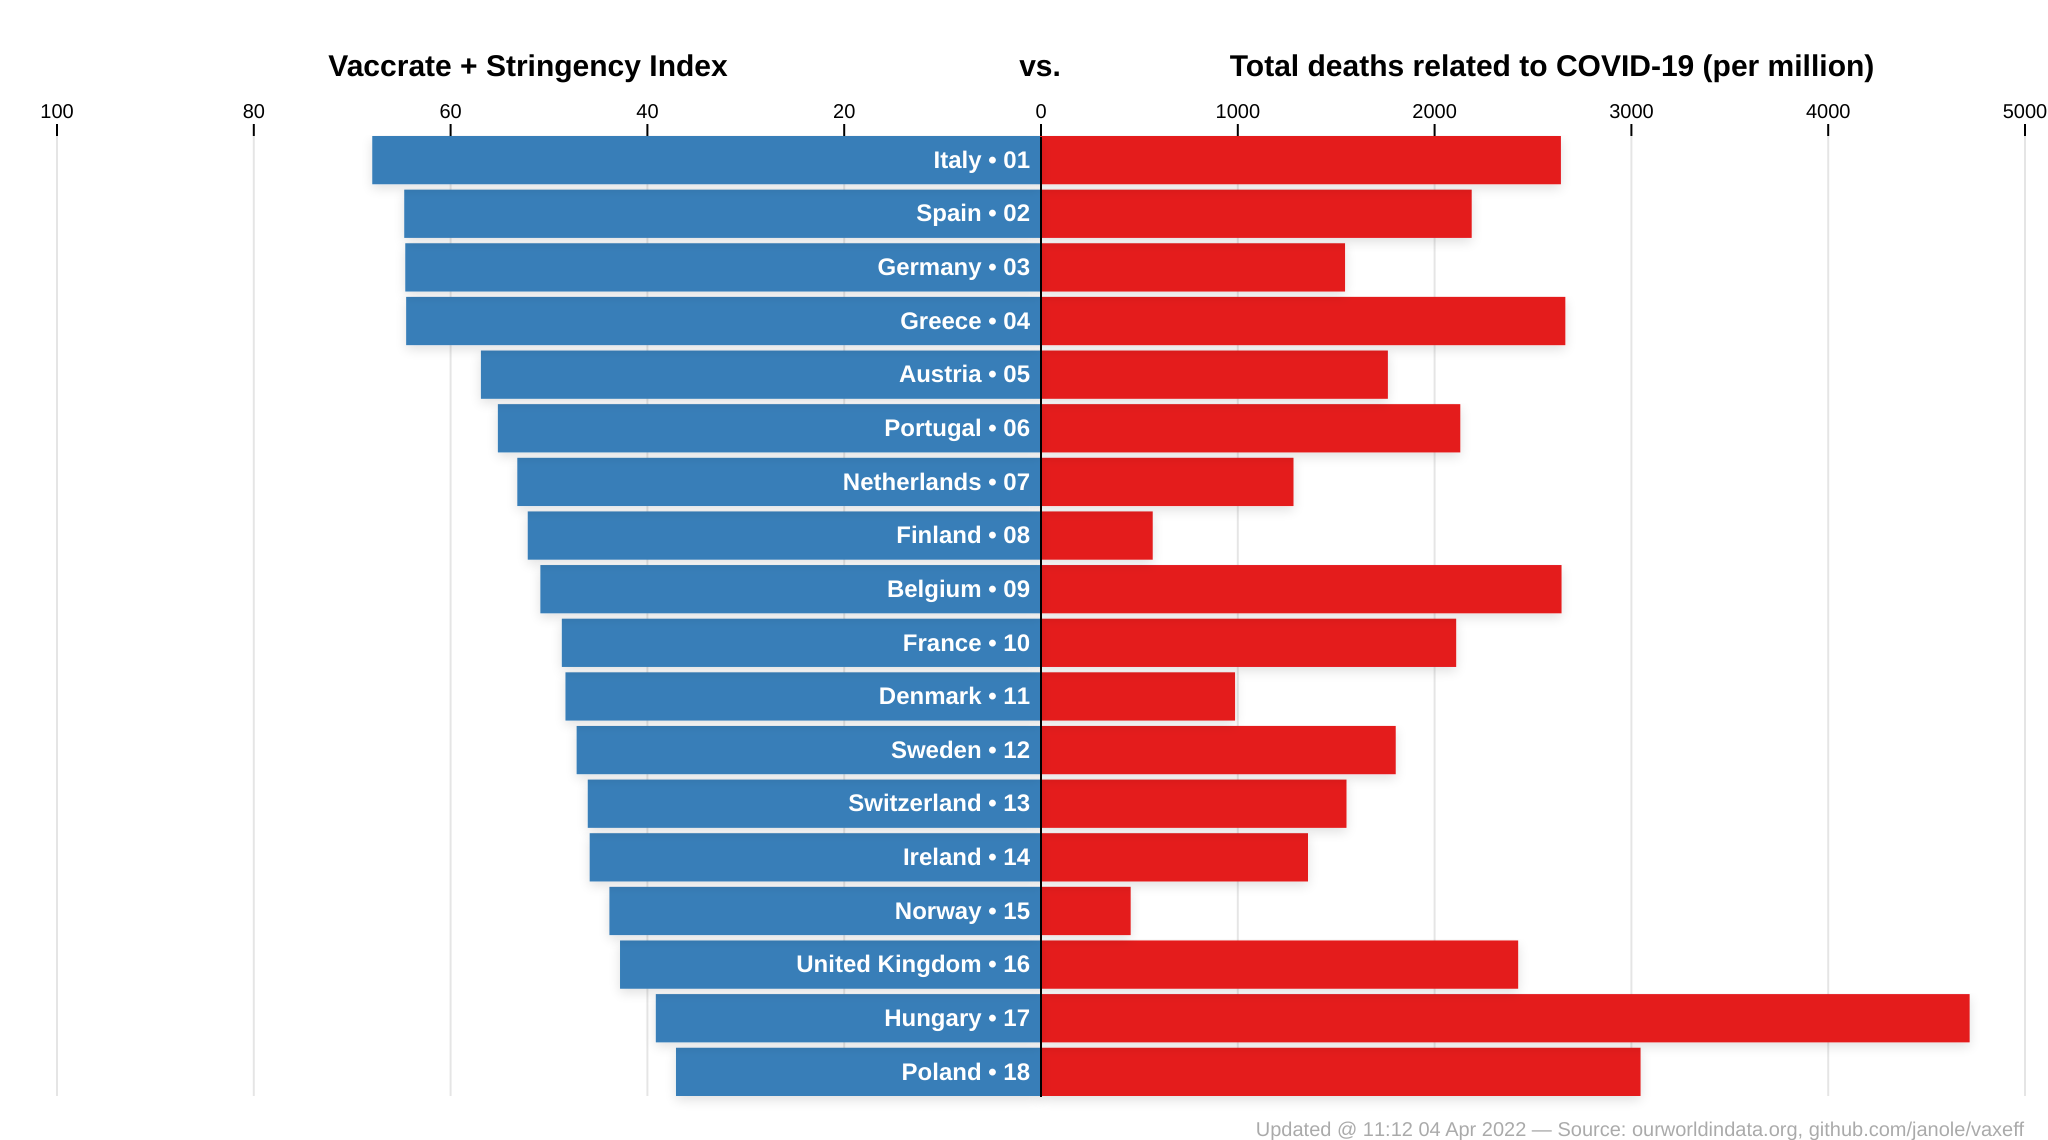 Vaccrate + Stringency Index vs. Total deaths related to COVID-19 (per million)
100 80 60 40 20 0 1000 2000 3000 4000 5000
Italy • 01
Spain • 02
Germany • 03
Greece • 04
Austria • 05
Portugal • 06
Netherlands • 07
Finland • 08
Belgium • 09
France • 10
Denmark • 11
Sweden • 12
Switzerland • 13
Ireland • 14
Norway • 15
United Kingdom • 16
Hungary • 17
Poland • 18
Updated @ 11:12 04 Apr 2022 — Source: ourworldindata.org, github.com/janole/vaxeff